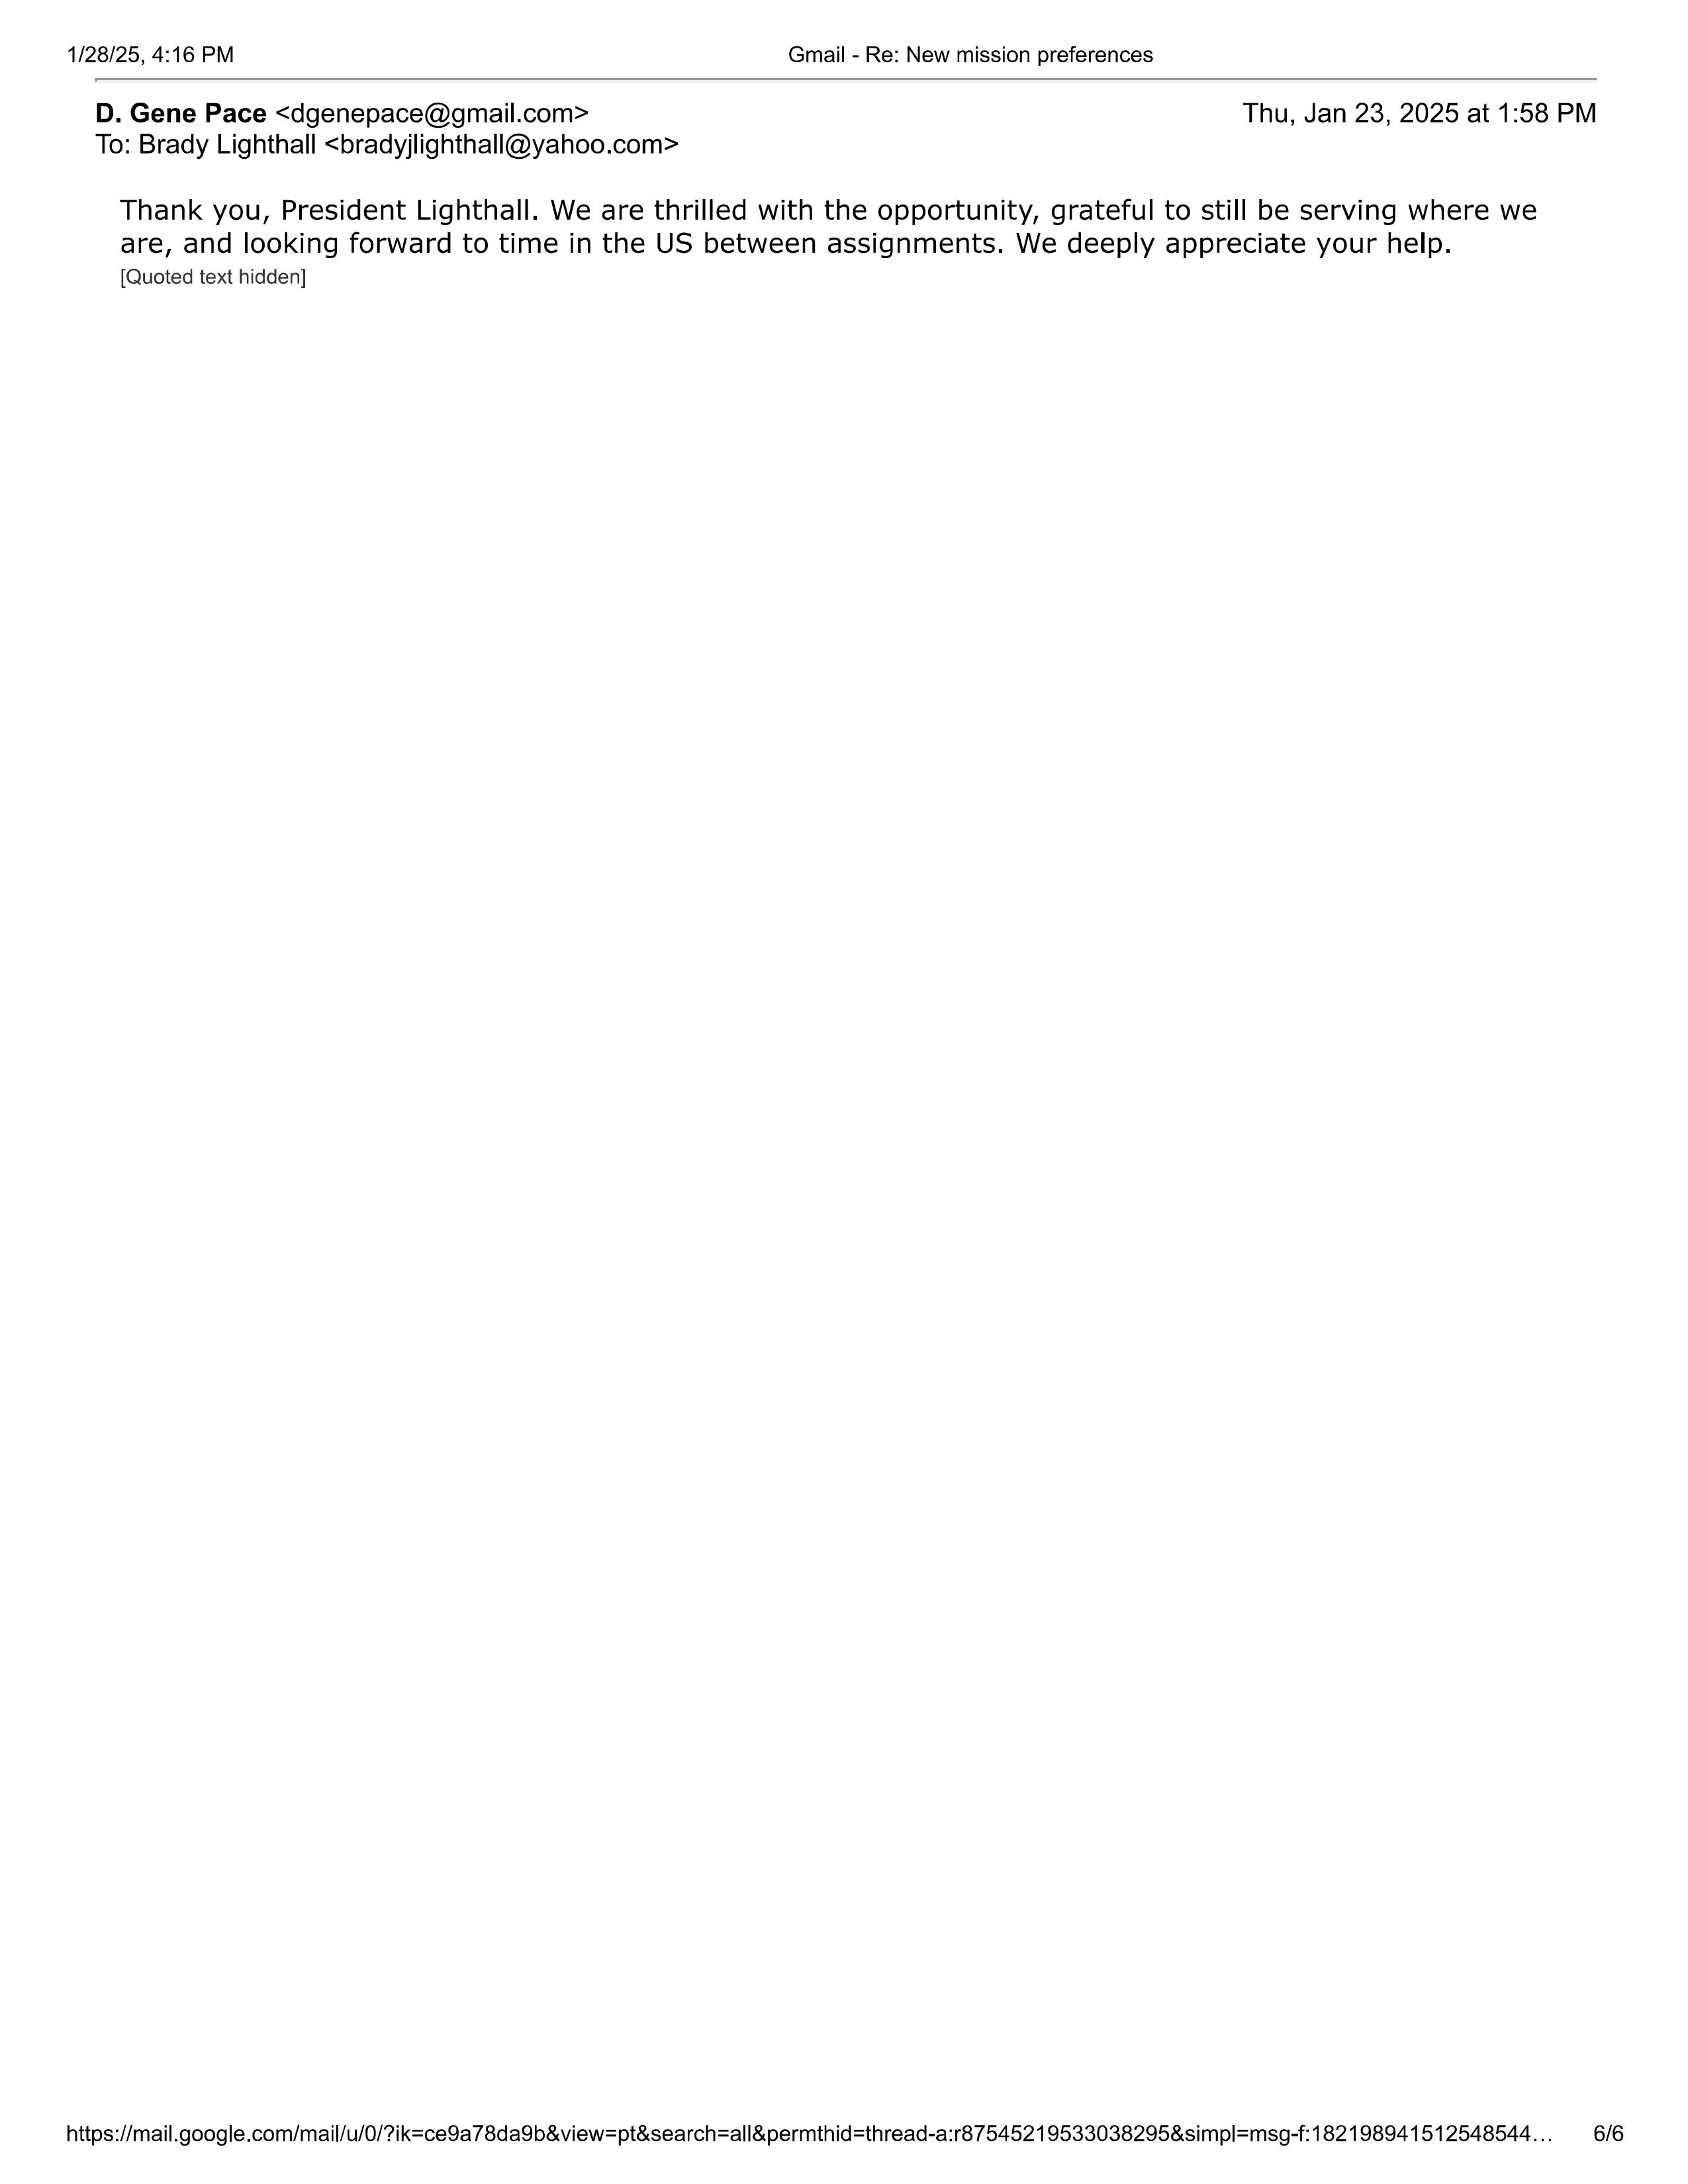 1/28/25, 4:16 PM Gmail - Re: New mission preferences
D. Gene Pace <dgenepace@gmail.com> Thu, Jan 23, 2025 at 1:58 PM
To: Brady Lighthall <bradyjlighthall@yahoo.com>
Thank you, President Lighthall. We are thrilled with the opportunity, grateful to still be serving where we
are, and looking forward to time in the US between assignments. We deeply appreciate your help.
[Quoted text hidden]
https://mail.google.com/mail/u/0/?ik=ce9a78da9b&view=pt&search=all&permthid=thread-a:r87545219533038295&simpl=msg-f:182198941512548544… 6/6